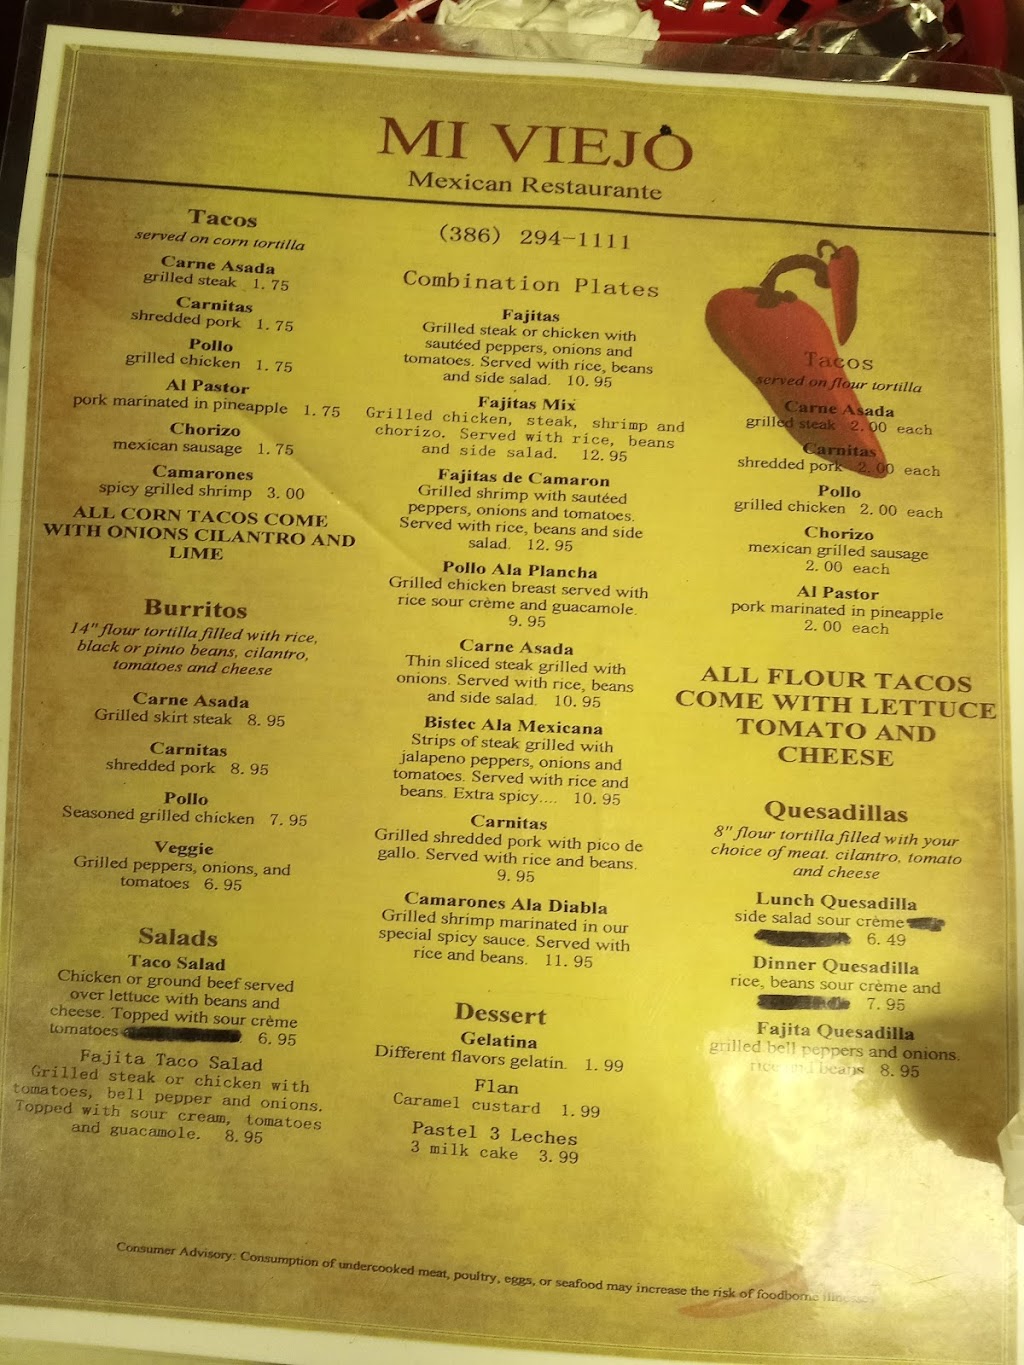 MI VIEJO
Mexican Restaurante
Tacos
served on corn tortilla
Carne Asada
grilled steak 1.75
Carnitas
shredded pork 1.75
Pollo
grilled chicken 1.75
Al Pastor
pork marinated in pineapple 1.75
Chorizo
mexican sausage 1.75
Camarones
spicy grilled shrimp 3.00
ALL CORN TACOS COME
WITH ONIONS CILANTRO AND
LIME
Burritos
14" flour tortilla filled with rice,
black or pinto beans, cilantro,
tomatoes and cheese
Carne Asada
Grilled skirt steak 8.95
Carnitas
shredded pork 8.95
Pollo
Seasoned grilled chicken 7.95
Veggie
Grilled peppers, onions, and
tomatoes 6.95
Salads
Taco Salad
Chicken or ground beef served
over lettuce with beans and
cheese. Topped with sour crème
tomatoes 6.95
Fajita Taco Salad
Grilled steak or chicken with
tomatoes, bell pepper and onions.
Topped with sour cream, tomatoes
and guacamole. 8.95
(386) 294-1111
Combination Plates
Fajitas
Grilled steak or chicken with
sautéed peppers, onions and
tomatoes. Served with rice, beans
and side salad. 10.95
Fajitas Mix
Grilled chicken, steak, shrimp and
chorizo. Served with rice, beans
and side salad. 12.95
Fajitas de Camaron
Grilled shrimp with sautéed
peppers, onions and tomatoes.
Served with rice, beans and side
salad. 12.95
Pollo Ala Plancha
Grilled chicken breast served with
rice sour crème and guacamole.
9.95
Carne Asada
Thin sliced steak grilled with
onions. Served with rice, beans
and side salad. 10.95
Bistec Ala Mexicana
Strips of steak grilled with
jalapeno peppers, onions and
tomatoes. Served with rice and
beans. Extra spicy.... 10.95
Carnitas
Grilled shredded pork with pico de
gallo. Served with rice and beans.
9.95
Camarones Ala Diabla
Grilled shrimp marinated in our
special spicy sauce. Served with
rice and beans. 11.95
Dessert
Gelatina
Different flavors gelatin. 1.99
Flan
Caramel custard 1.99
Pastel 3 Leches
3 milk cake 3.99
Tacos
served on flour tortilla
Carne Asada
grilled steak 2.00 each
Carnitas
shredded pork 2.00 each
Pollo
grilled chicken 2.00 each
Chorizo
mexican grilled sausage
2.00 each
Al Pastor
pork marinated in pineapple
2.00 each
ALL FLOUR TACOS
COME WITH LETTUCE
TOMATO AND
CHEESE
Quesadillas
8" flour tortilla filled with your
choice of meat. cilantro, tomato
and cheese
Lunch Quesadilla
side salad sour crème
6.49
Dinner Quesadilla
rice, beans sour crème and
7.95
Fajita Quesadilla
grilled bell peppers and onions.
rice and beans 8.95
Consumer Advisory: Consumption of undercooked meat, poultry, eggs, or seafood may increase the risk of foodborne illnesses